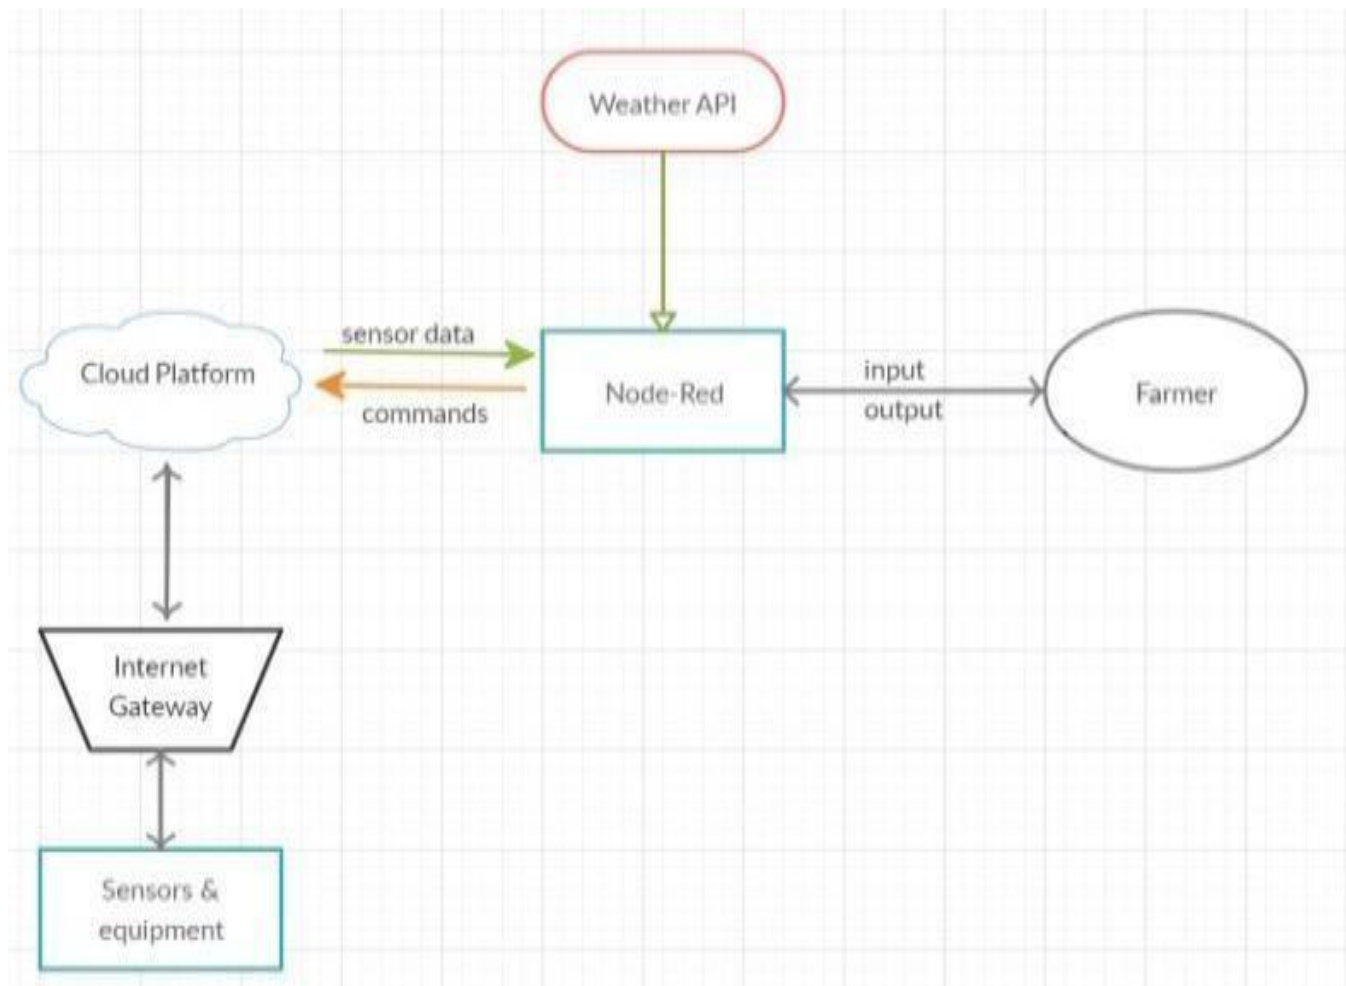 Weather API
sensor data
Cloud Platform
commands
Node-Red
input
output
Farmer
Internet
Gateway
Sensors &
equipment